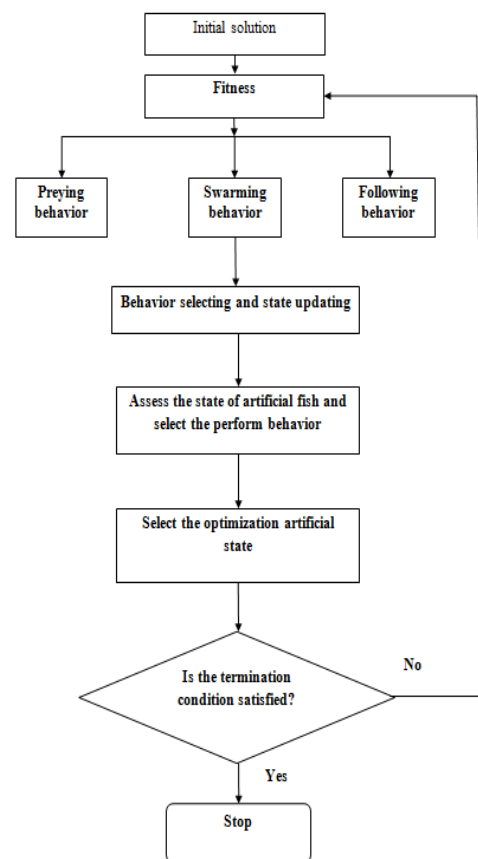 Initial solution
Fitness
Preying
behavior
Swarming
behavior
Following
behavior
Behavior selecting and state updating
Assess the state of artificial fish and
select the perform behavior
Select the optimization artificial
state
Is the termination
condition satisfied?
No
Yes
Stop